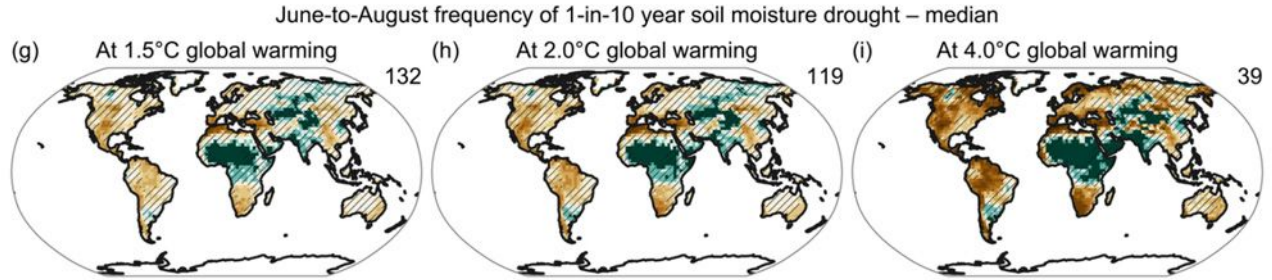 June-to-August frequency of 1-in-10 year soil moisture drought – median
(g) At 1.5°C global warming
132
(h) At 2.0°C global warming
119
(i) At 4.0°C global warming
39